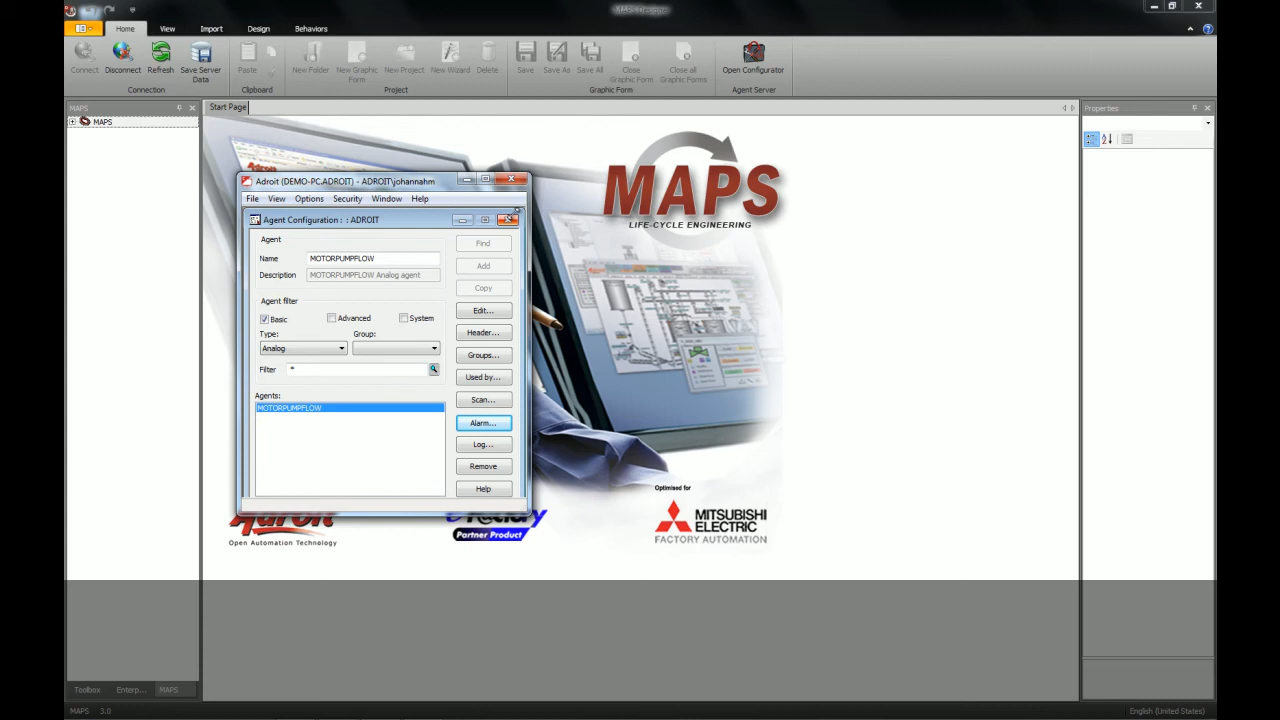 MAPS Designer
Home View Import Design Behaviors
Connect Disconnect Refresh Save Server Data Paste New Folder New Graphic Form New Project New Wizard Delete Save Save As Save All Close Graphic Form Close all Graphic Forms Open Configurator
Connection Clipboard Project Graphic Form Agent Server
MAPS
Start Page
Properties
MAPS
MAPS
LIFE-CYCLE ENGINEERING
Adroit (DEMO-PC.ADROIT) - ADROIT\johannahm
File View Options Security Window Help
Agent Configuration : : ADROIT
Agent
Name MOTORPUMPFLOW
Description MOTORPUMPFLOW Analog agent
Agent filter
Basic Advanced System
Type: Group:
Analog
Filter *
Agents:
MOTORPUMPFLOW
Find
Add
Copy
Edit...
Header...
Groups...
Used by...
Scan...
Alarm...
Log...
Remove
Help
Optimised for
Adroit
Open Automation Technology
Partner Product
MITSUBISHI
ELECTRIC
FACTORY AUTOMATION
Toolbox Enterp... MAPS
MAPS 3.0
English (United States)